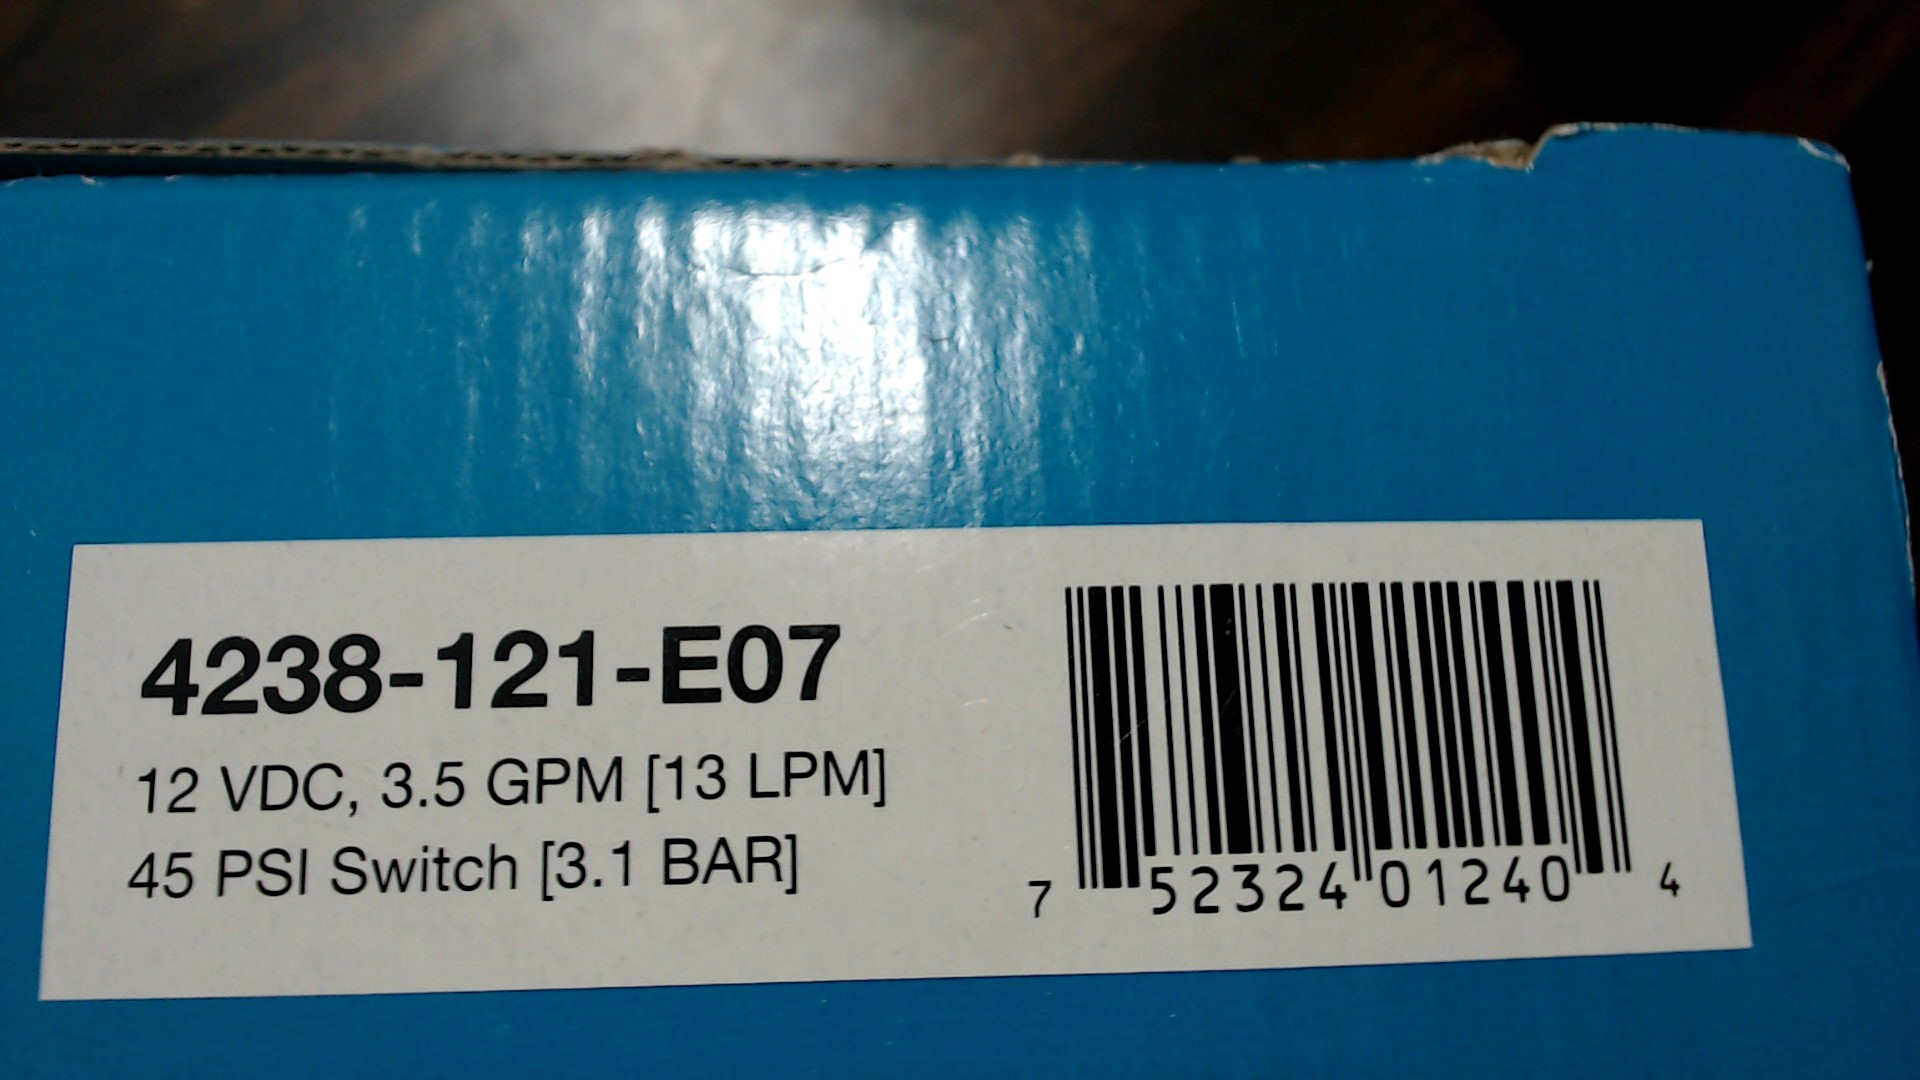 4238-121-E07
12 VDC, 3.5 GPM [13 LPM]
45 PSI Switch [3.1 BAR]
7 52324 01240 4